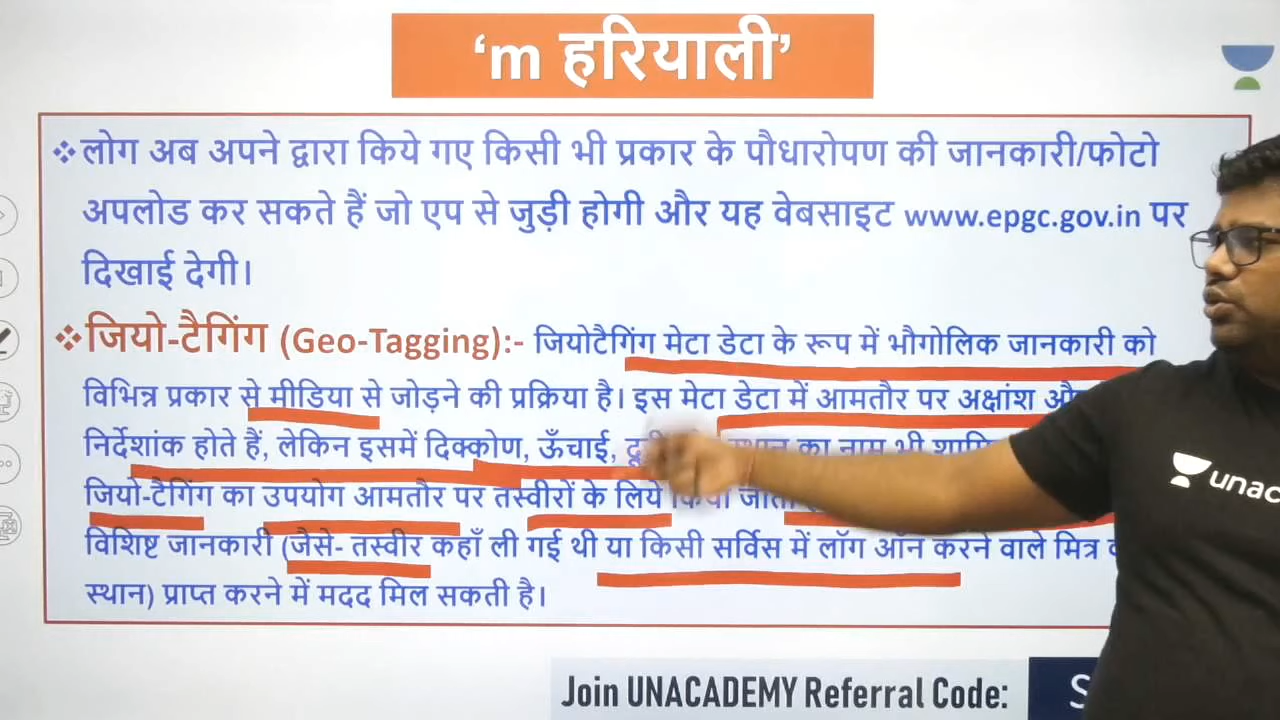 ‘m हरियाली’
❖लोग अब अपने द्वारा किये गए किसी भी प्रकार के पौधारोपण की जानकारी/फोटो
अपलोड कर सकते हैं जो एप से जुड़ी होगी और यह वेबसाइट www.epgc.gov.in पर
दिखाई देगी।
❖जियो-टैगिंग (Geo-Tagging):- जियोटैगिंग मेटा डेटा के रूप में भौगोलिक जानकारी को
विभिन्न प्रकार से मीडिया से जोड़ने की प्रक्रिया है। इस मेटा डेटा में आमतौर पर अक्षांश
निर्देशांक होते हैं, लेकिन इसमें दिक्कोण, ऊँचाई, स्थान का नाम भी
जियो-टैगिंग का उपयोग आमतौर पर तस्वीरों के लिये किया
विशिष्ट जानकारी (जैसे- तस्वीर कहाँ ली गई थी या किसी सर्विस में लॉग ऑन करने वाले मित्र
स्थान) प्राप्त करने में मदद मिल सकती है।
unac
Join UNACADEMY Referral Code: S